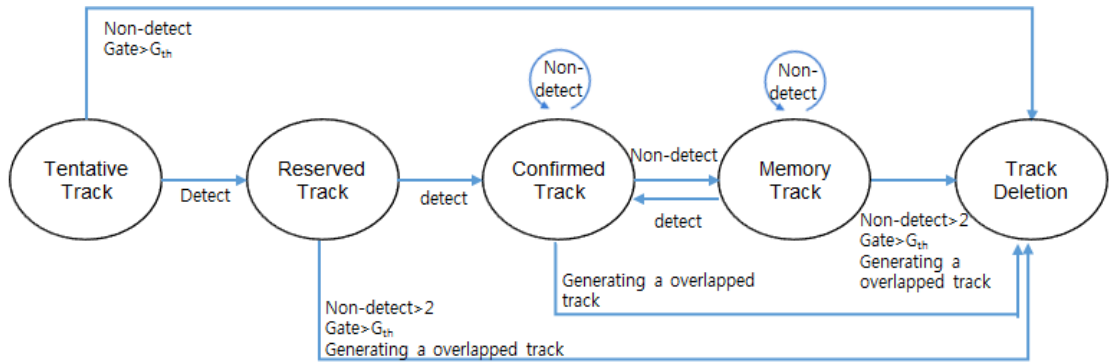 Non-detect
Gate>Gth
Non-
detect
Non-
detect
Tentative
Track
Detect
Reserved
Track
detect
Confirmed
Track
Non-detect
detect
Memory
Track
Track
Deletion
Non-detect>2
Gate>Gth
Generating a
overlapped track
Generating a overlapped
track
Non-detect>2
Gate>Gth
Generating a overlapped track